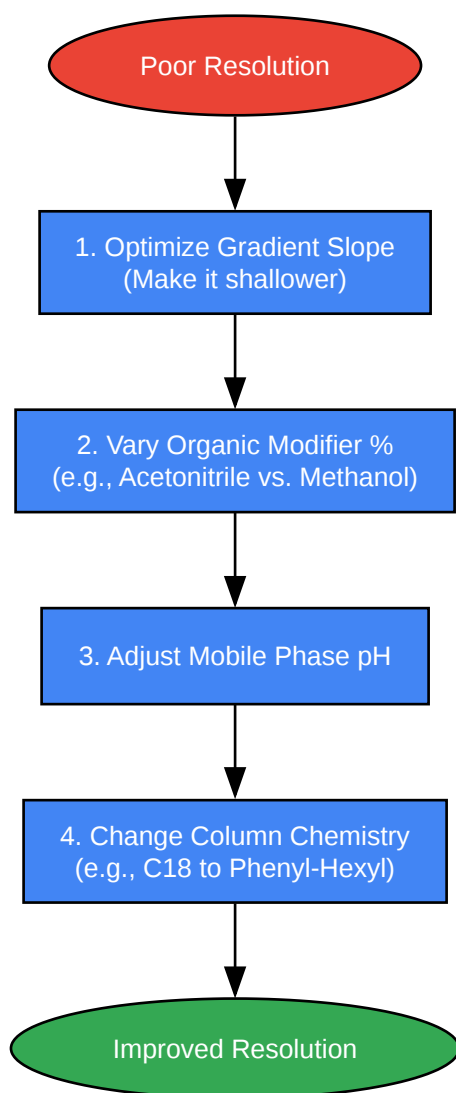 Poor Resolution
1. Optimize Gradient Slope
(Make it shallower)
2. Vary Organic Modifier %
(e.g., Acetonitrile vs. Methanol)
3. Adjust Mobile Phase pH
4. Change Column Chemistry
(e.g., C18 to Phenyl-Hexyl)
Improved Resolution